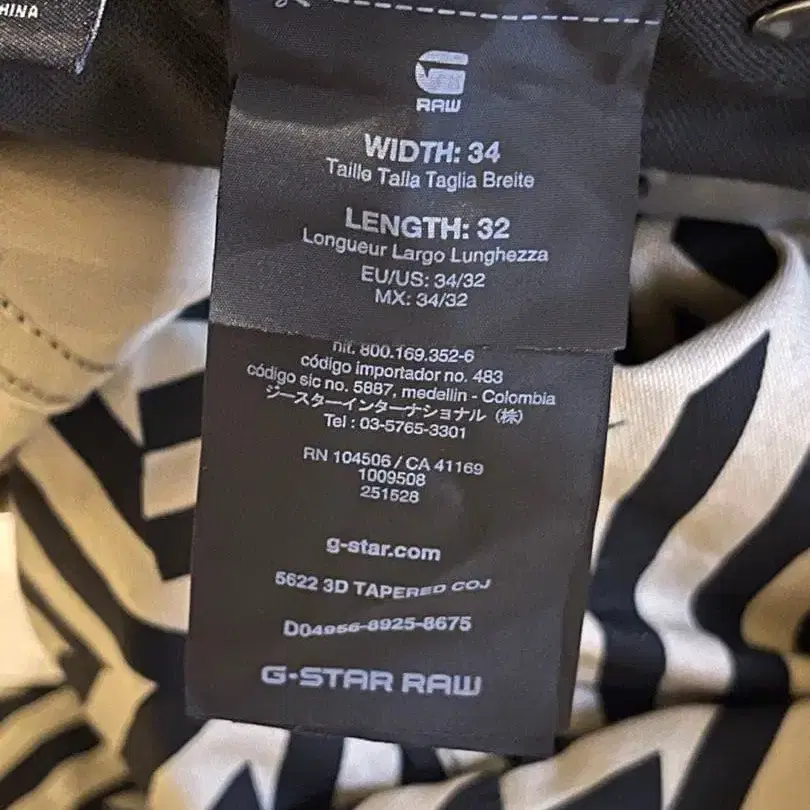 HINA
RAW
WIDTH: 34
Taille Talla Taglia Breite
LENGTH: 32
Longueur Largo Lunghezza
EU/US: 34/32
MX: 34/32
nit. 800.169.352-6
código importador no. 483
código sic no. 5887, medellin - Colombia
ジースターインターナショナル（株）
Tel : 03-5765-3301
RN 104506 / CA 41169
1009508
251528
g-star.com
5622 3D TAPERED COJ
D04956-8925-8675
G-STAR RAW